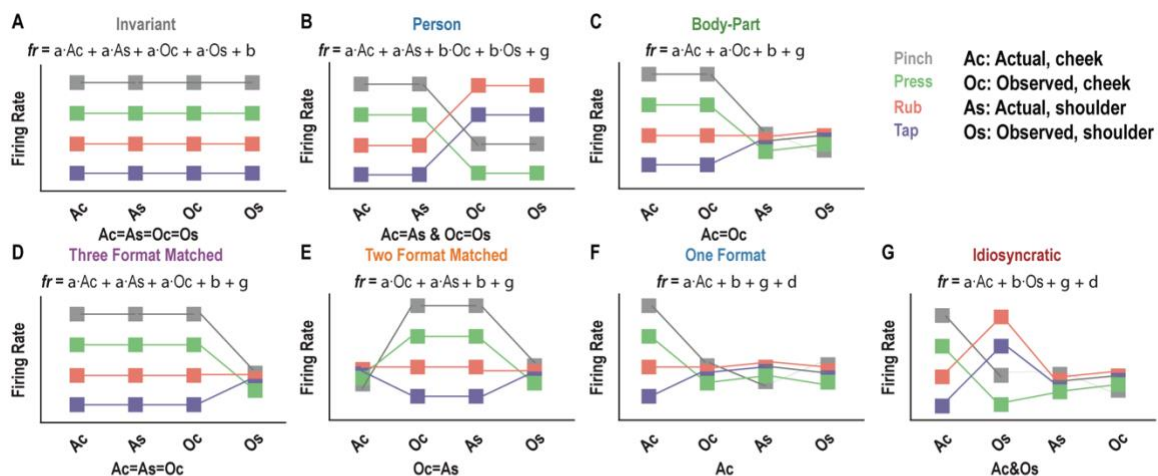 A
Invariant
fr = a·Ac + a·As + a·Oc + a·Os + b
Firing Rate
Ac As Oc Os
Ac=As=Oc=Os
B
Person
fr = a·Ac + a·As + b·Oc + b·Os + g
Firing Rate
Ac As Oc Os
Ac=As & Oc=Os
C
Body-Part
fr = a·Ac + a·Oc + b + g
Firing Rate
Ac Oc As Os
Ac=Oc
Pinch
Press
Rub
Tap
Ac: Actual, cheek
Oc: Observed, cheek
As: Actual, shoulder
Os: Observed, shoulder
D
Three Format Matched
fr = a·Ac + a·As + a·Oc + b + g
Firing Rate
Ac As Oc Os
Ac=As=Oc
E
Two Format Matched
fr = a·Oc + a·As + b + g
Firing Rate
Ac Oc As Os
Oc=As
F
One Format
fr = a·Ac + b + g + d
Firing Rate
Ac Oc As Os
Ac
G
Idiosyncratic
fr = a·Ac + b·Os + g + d
Firing Rate
Ac Os As Oc
Ac&Os